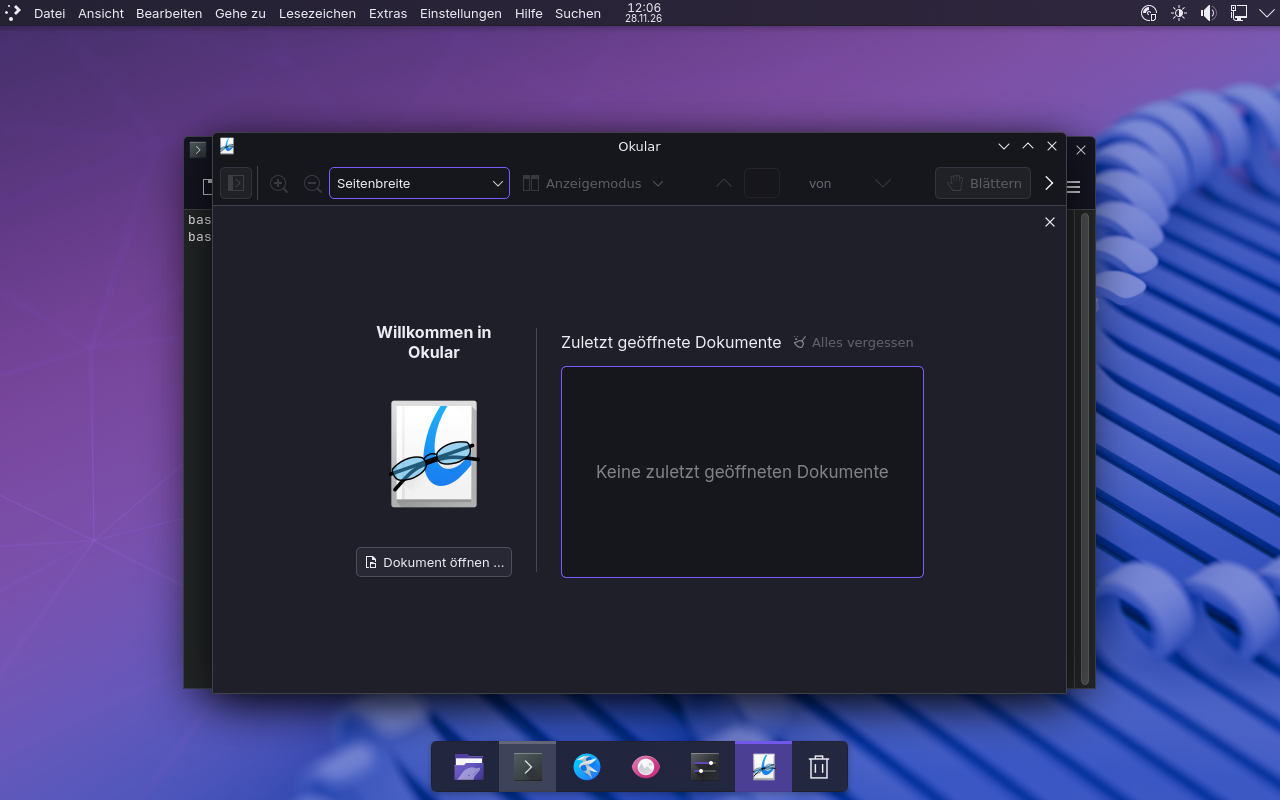 Datei Ansicht Bearbeiten Gehe zu Lesezeichen Extras Einstellungen Hilfe Suchen
12:06
28.11.26
Okular
Seitenbreite
Anzeigemodus
von
Blättern
bas
bas
Willkommen in
Okular
Zuletzt geöffnete Dokumente
Alles vergessen
Keine zuletzt geöffneten Dokumente
Dokument öffnen ...